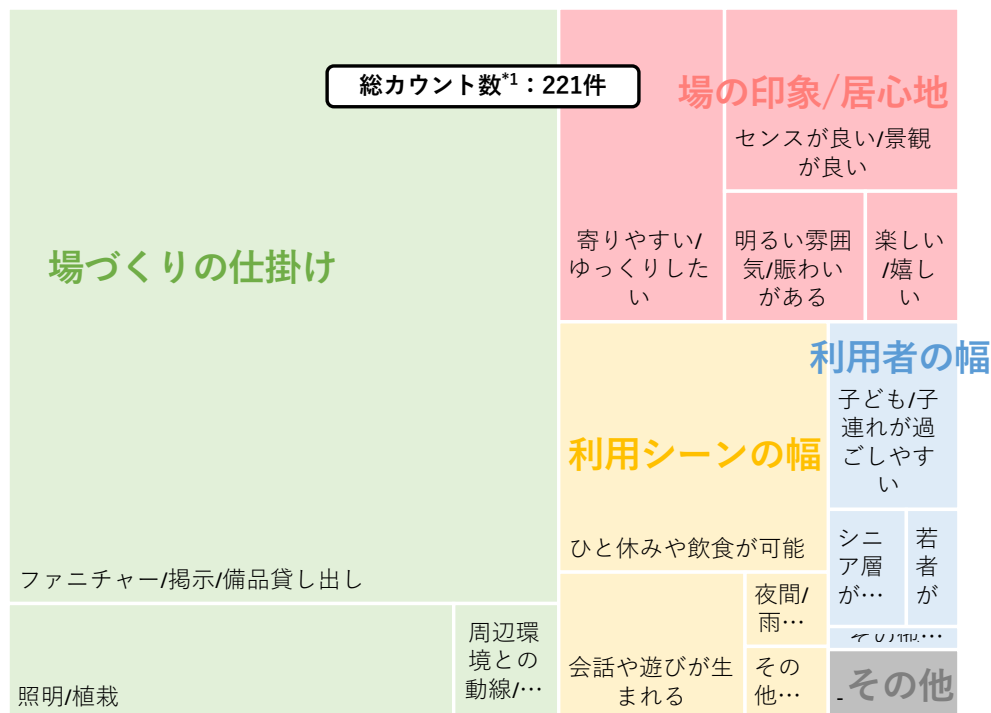 総カウント数*1：221件
場づくりの仕掛け
ファニチャー/掲示/備品貸し出し
照明/植栽
周辺環
境との
動線/…
場の印象/居心地
センスが良い/景観
が良い
寄りやすい/
ゆっくりした
い
明るい雰囲
気/賑わい
がある
楽しい
/嬉し
い
利用シーンの幅
ひと休みや飲食が可能
会話や遊びが生
まれる
夜間/
雨…
その
他…
利用者の幅
子ども/子
連れが過
ごしやす
い
シニ
ア層
が…
若
者
が
その他…
-
その他